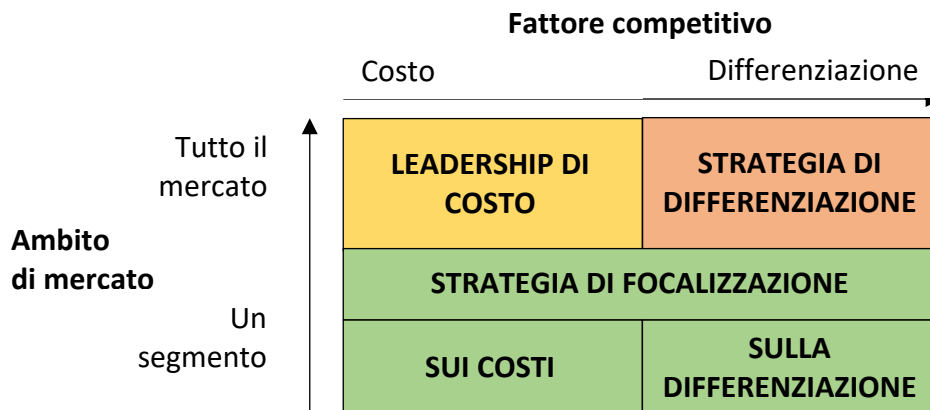 Fattore competitivo
Costo
Differenziazione
Tutto il
mercato
LEADERSHIP DI
COSTO
STRATEGIA DI
DIFFERENZIAZIONE
Ambito
di mercato
STRATEGIA DI FOCALIZZAZIONE
Un
segmento
SUI COSTI
SULLA
DIFFERENZIAZIONE